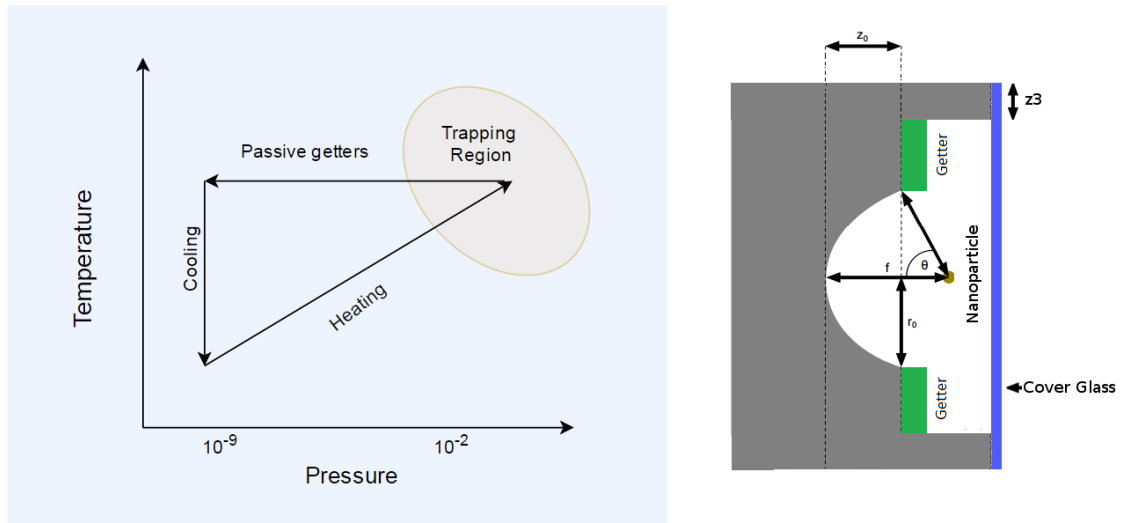 Temperature
Passive getters
Trapping
Region
Cooling
Heating
10⁻⁹
10⁻²
Pressure
z₀
z3
Getter
f
θ
r₀
Nanoparticle
Getter
Cover Glass